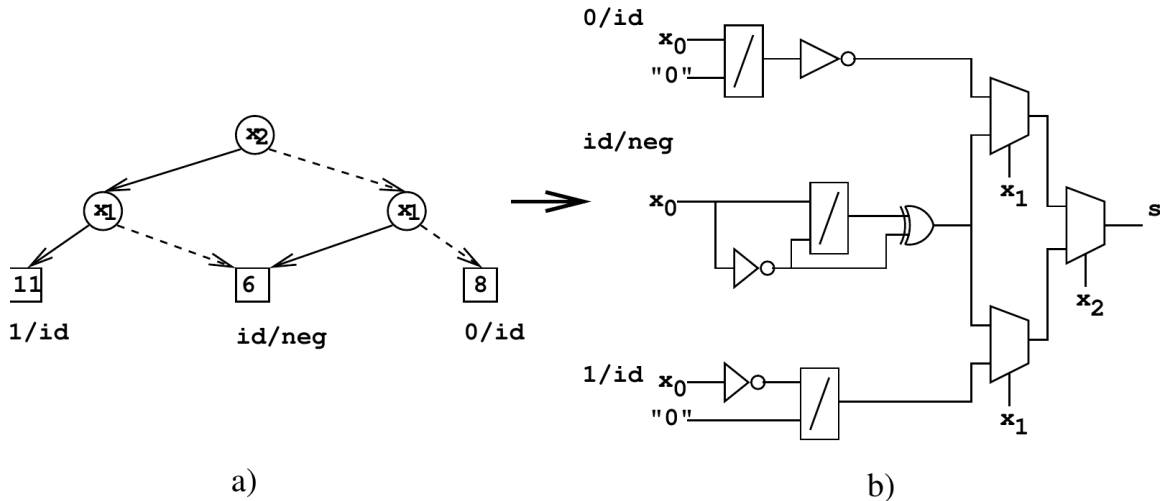 x2
x1 x1
11 6 8
1/id id/neg 0/id
a)
0/id
x0
"0"
x1
id/neg
x0
s
x2
1/id x0
"0"
x1
b)